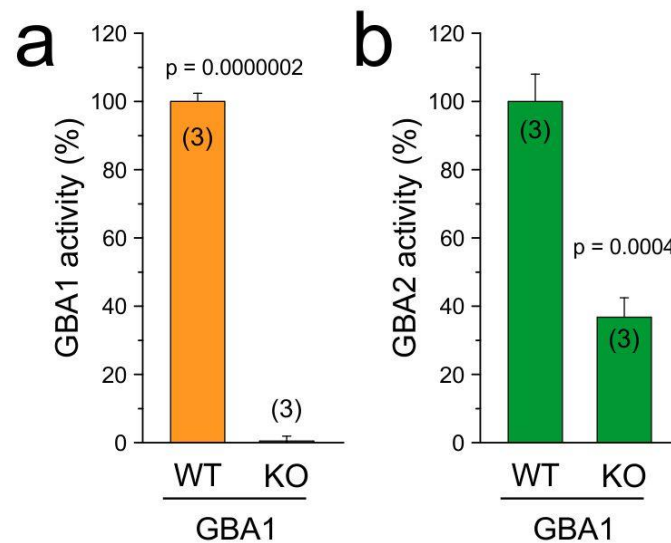 a
120
100
80
60
40
20
0
GBA1 activity (%)
p = 0.0000002
(3)
(3)
WT KO
GBA1
b
120
100
80
60
40
20
0
GBA2 activity (%)
p = 0.0004
(3)
(3)
WT KO
GBA1